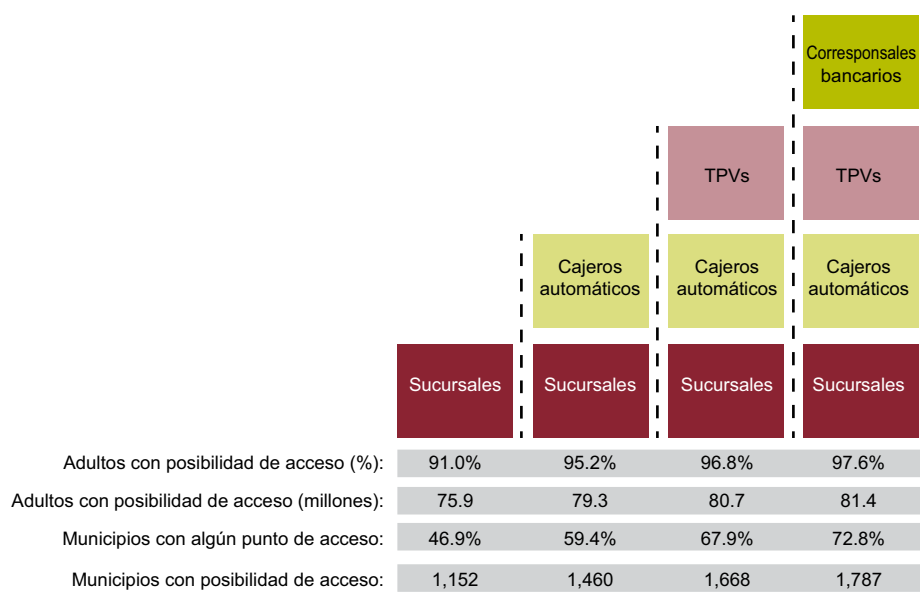 Corresponsales
bancarios
TPVs TPVs
Cajeros Cajeros Cajeros
automáticos automáticos automáticos
Sucursales Sucursales Sucursales Sucursales
Adultos con posibilidad de acceso (%): 91.0% 95.2% 96.8% 97.6%
Adultos con posibilidad de acceso (millones): 75.9 79.3 80.7 81.4
Municipios con algún punto de acceso: 46.9% 59.4% 67.9% 72.8%
Municipios con posibilidad de acceso: 1,152 1,460 1,668 1,787